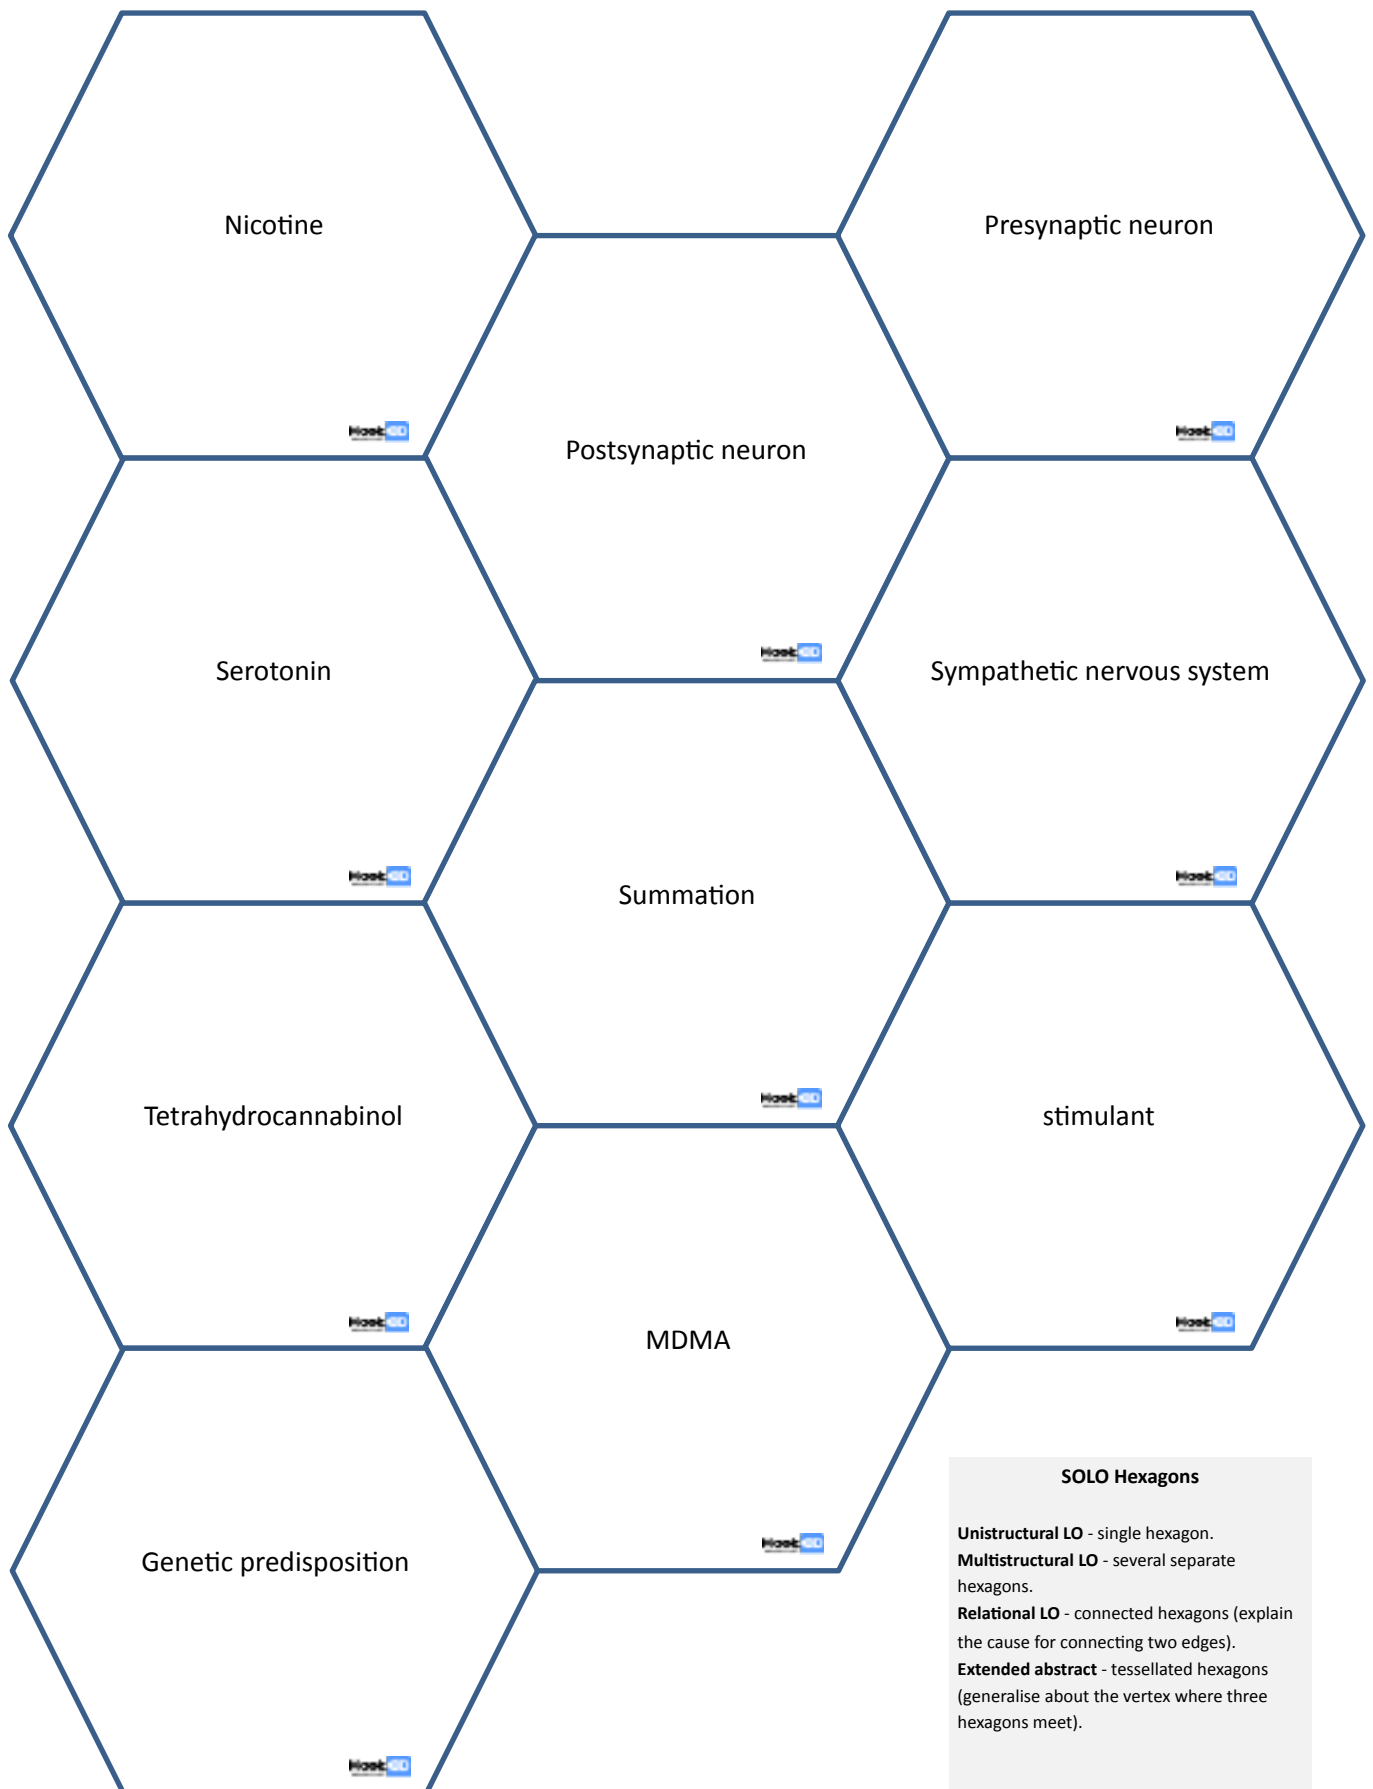 Nicotine
Presynaptic neuron
Postsynaptic neuron
Serotonin
Sympathetic nervous system
Summation
Tetrahydrocannabinol
stimulant
MDMA
Genetic predisposition
SOLO Hexagons
Unistructural LO - single hexagon.
Multistructural LO - several separate
hexagons.
Relational LO - connected hexagons (explain
the cause for connecting two edges).
Extended abstract - tessellated hexagons
(generalise about the vertex where three
hexagons meet).